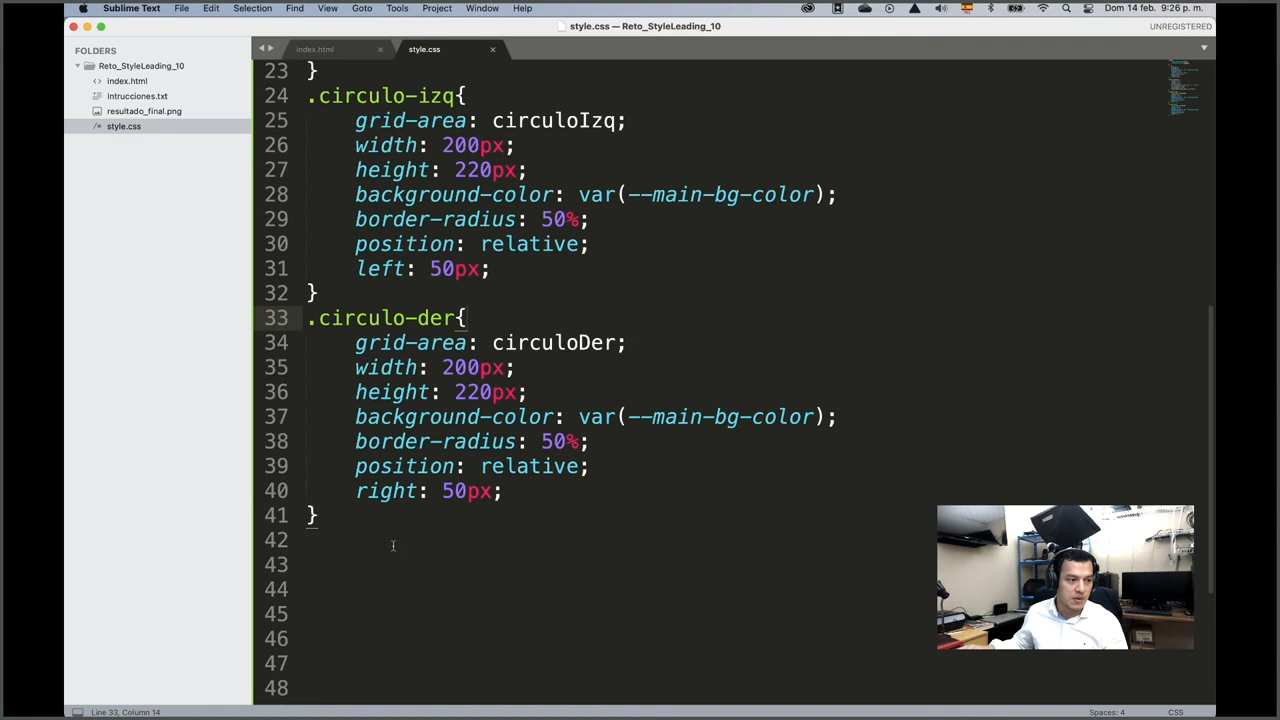 Sublime Text File Edit Selection Find View Goto Tools Project Window Help Dom 14 feb. 9:26 p. m.
style.css — Reto_StyleLeading_10 UNREGISTERED
FOLDERS
Reto_StyleLeading_10
<> index.html
Intrucciones.txt
resultado_final.png
/* style.css
index.html × style.css ×
23 }
24 .circulo-izq{
25 grid-area: circuloIzq;
26 width: 200px;
27 height: 220px;
28 background-color: var(--main-bg-color);
29 border-radius: 50%;
30 position: relative;
31 left: 50px;
32 }
33 .circulo-der{
34 grid-area: circuloDer;
35 width: 200px;
36 height: 220px;
37 background-color: var(--main-bg-color);
38 border-radius: 50%;
39 position: relative;
40 right: 50px;
41 }
42
43
44
45
46
47
48
Line 33, Column 14 Spaces: 4 CSS